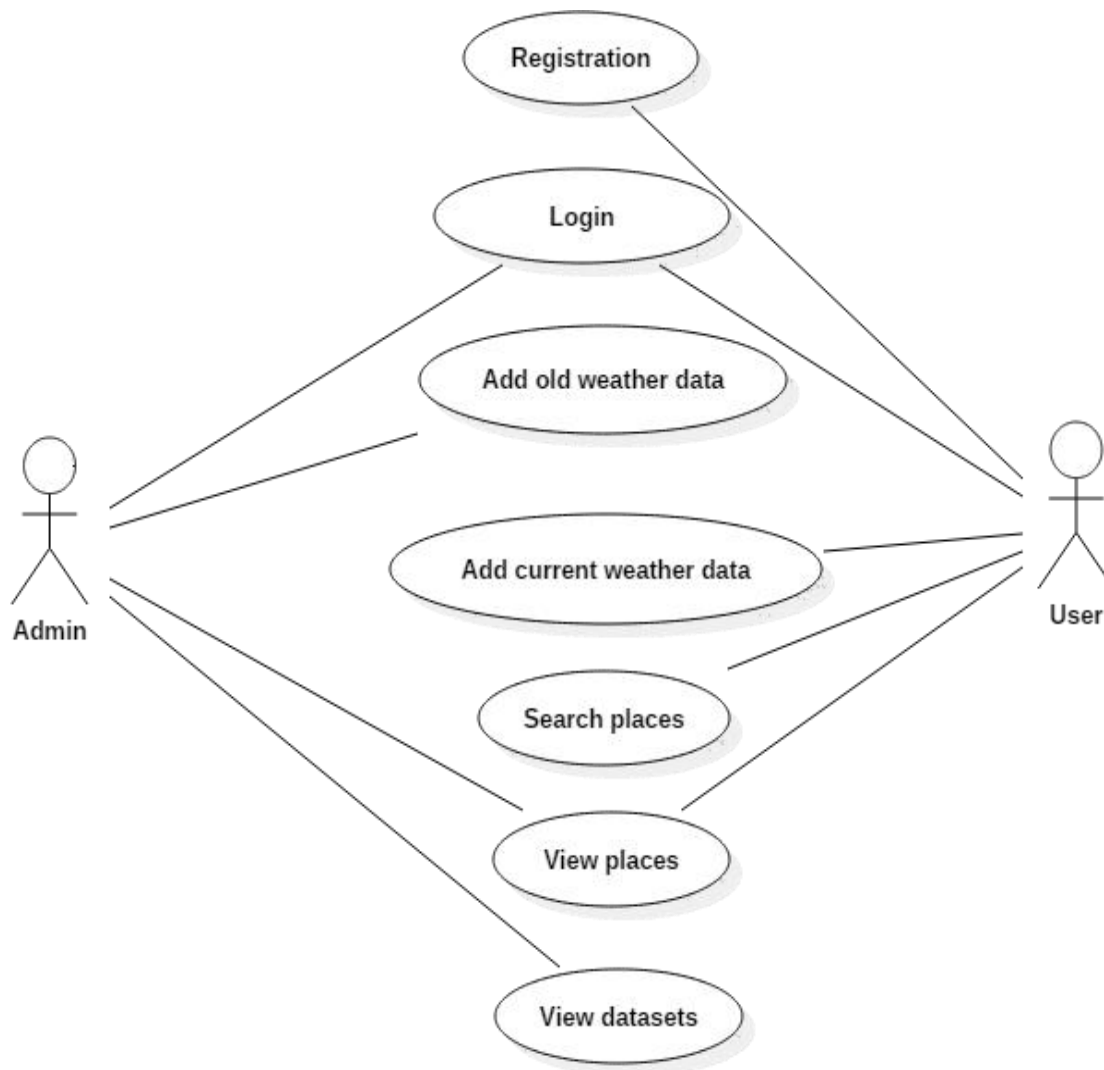 Registration
Login
Add old weather data
Add current weather data
Admin
User
Search places
View places
View datasets